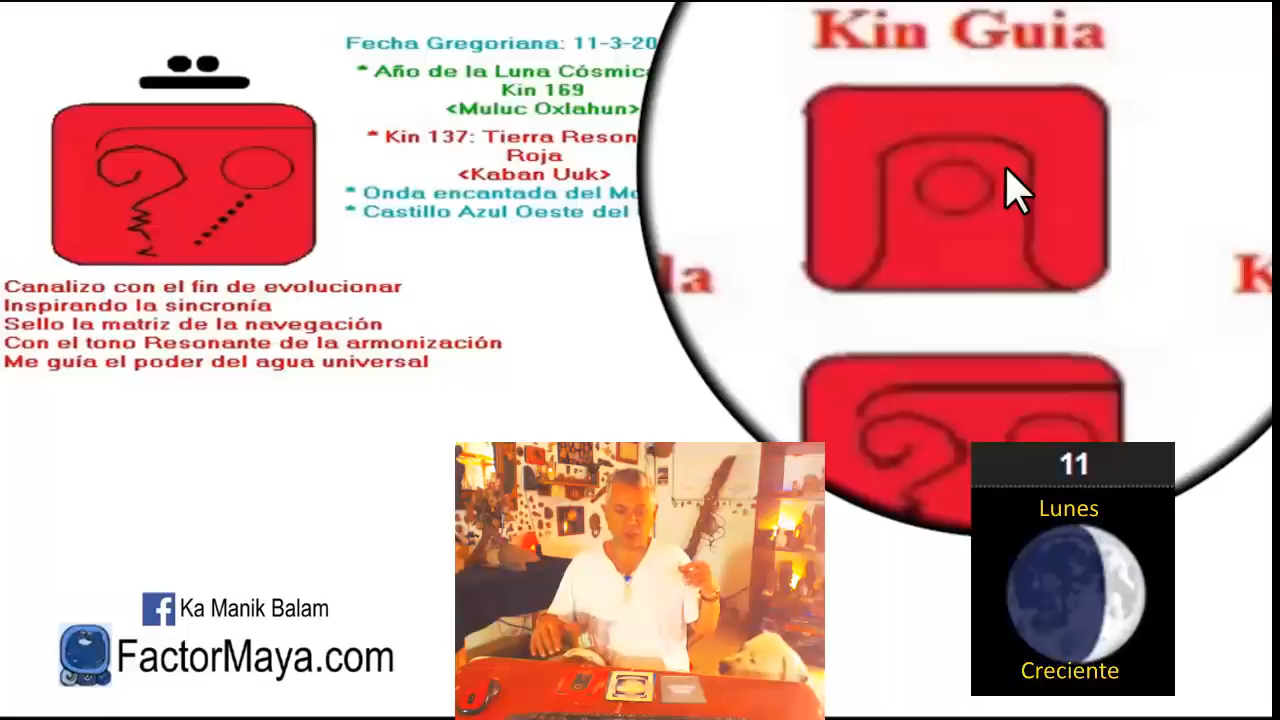 Fecha Gregoriana: 11-3-20
* Año de la Luna Cósmic
Kin 169
<Muluc Oxlahun>
* Kin 137: Tierra Reson
Roja
<Kaban Uuk>
* Onda encantada del Mo
* Castillo Azul Oeste del
Kin Guia
da
K
Canalizo con el fin de evolucionar
Inspirando la sincronía
Sello la matriz de la navegación
Con el tono Resonante de la armonización
Me guía el poder del agua universal
11
Lunes
Creciente
f Ka Manik Balam
FactorMaya.com